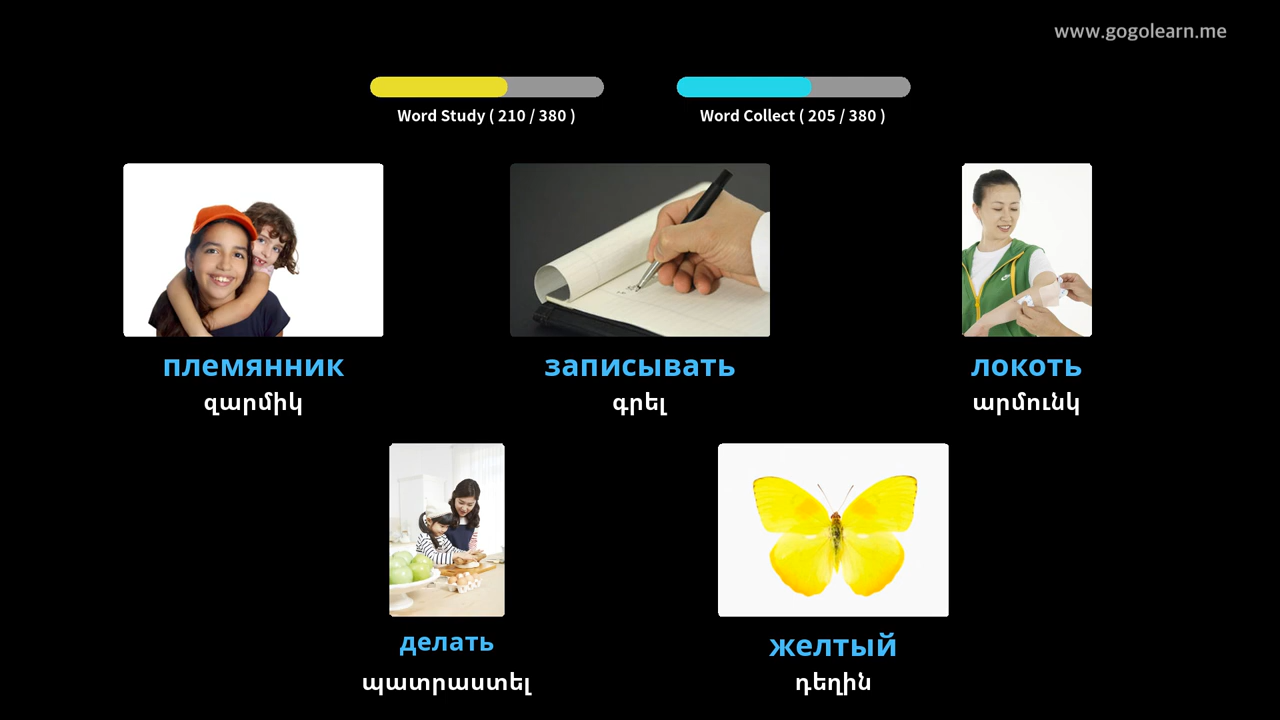 www.gogolearn.me
Word Study ( 210 / 380 )
Word Collect ( 205 / 380 )
племянник
զարմիկ
записывать
գրել
локоть
արմունկ
делать
պատրաստել
желтый
դեղին